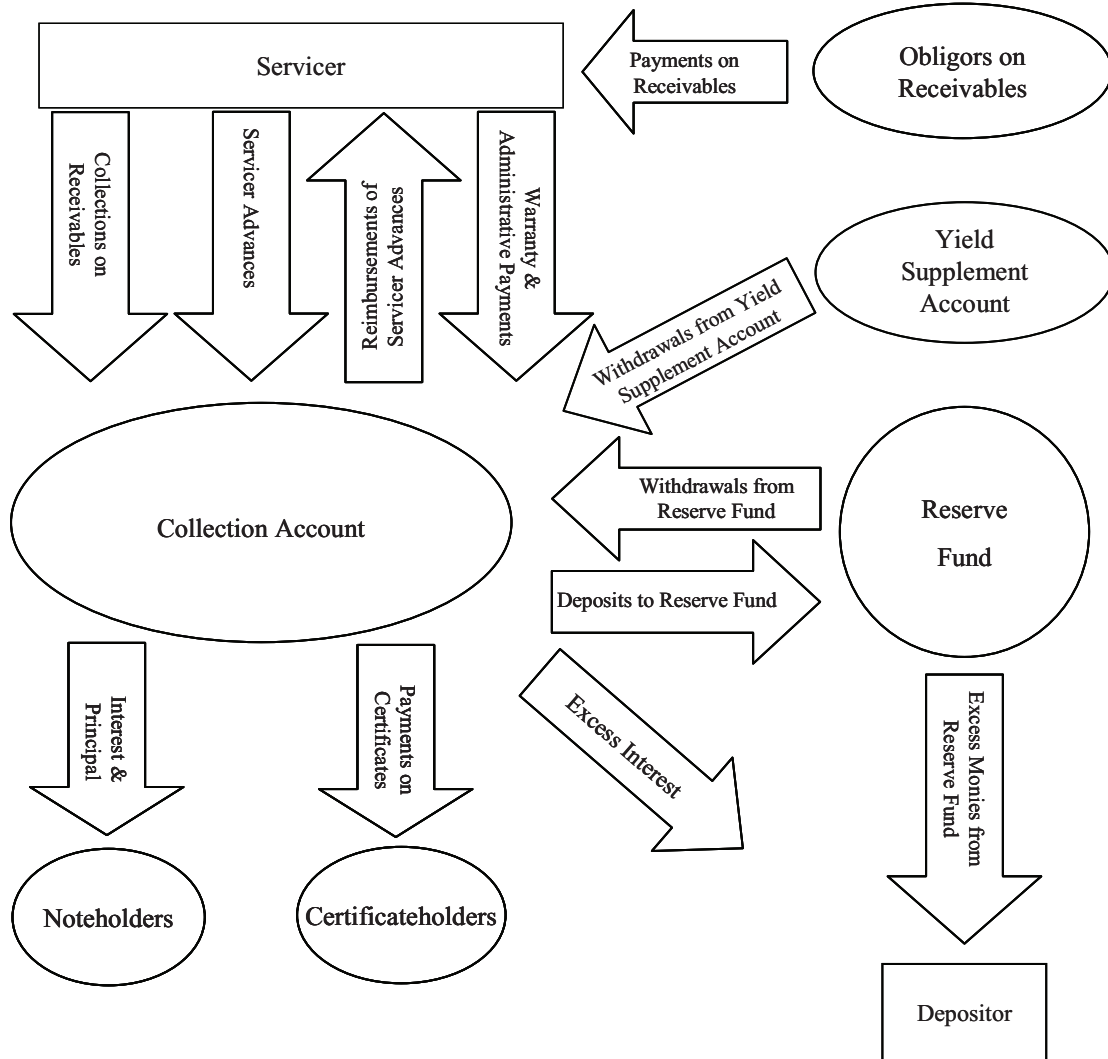 Servicer
Payments on
Receivables
Obligors on
Receivables
Collections on
Receivables
Servicer Advances
Reimbursements of
Servicer Advances
Warranty &
Administrative Payments
Yield
Supplement
Account
Withdrawals from Yield
Supplement Account
Collection Account
Withdrawals from
Reserve Fund
Reserve
Fund
Deposits to Reserve Fund
Interest &
Principal
Payments on
Certificates
Excess Interest
Excess Monies from
Reserve Fund
Noteholders
Certificateholders
Depositor